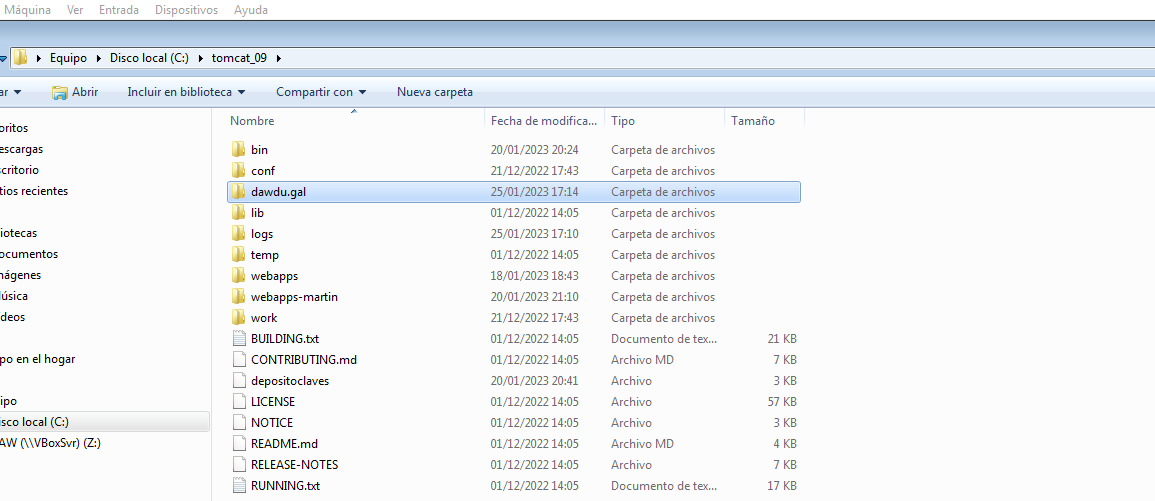 Máquina Ver Entrada Dispositivos Ayuda
Equipo Disco local (C:) tomcat_09
ar Abrir Incluir en biblioteca Compartir con Nueva carpeta
Nombre Fecha de modifica... Tipo Tamaño
oritos
escargas
critorio
tios recientes
liotecas
ocumentos
nágenes
úsica
deos
po en el hogar
ipo
isco local (C:)
AW (\\VBoxSvr) (Z:)
bin 20/01/2023 20:24 Carpeta de archivos
conf 21/12/2022 17:43 Carpeta de archivos
dawdu.gal 25/01/2023 17:14 Carpeta de archivos
lib 01/12/2022 14:05 Carpeta de archivos
logs 25/01/2023 17:10 Carpeta de archivos
temp 01/12/2022 14:05 Carpeta de archivos
webapps 18/01/2023 18:43 Carpeta de archivos
webapps-martin 20/01/2023 21:10 Carpeta de archivos
work 21/12/2022 17:43 Carpeta de archivos
BUILDING.txt 01/12/2022 14:05 Documento de tex... 21 KB
CONTRIBUTING.md 01/12/2022 14:05 Archivo MD 7 KB
depositoclaves 20/01/2023 20:41 Archivo 3 KB
LICENSE 01/12/2022 14:05 Archivo 57 KB
NOTICE 01/12/2022 14:05 Archivo 3 KB
README.md 01/12/2022 14:05 Archivo MD 4 KB
RELEASE-NOTES 01/12/2022 14:05 Archivo 7 KB
RUNNING.txt 01/12/2022 14:05 Documento de tex... 17 KB